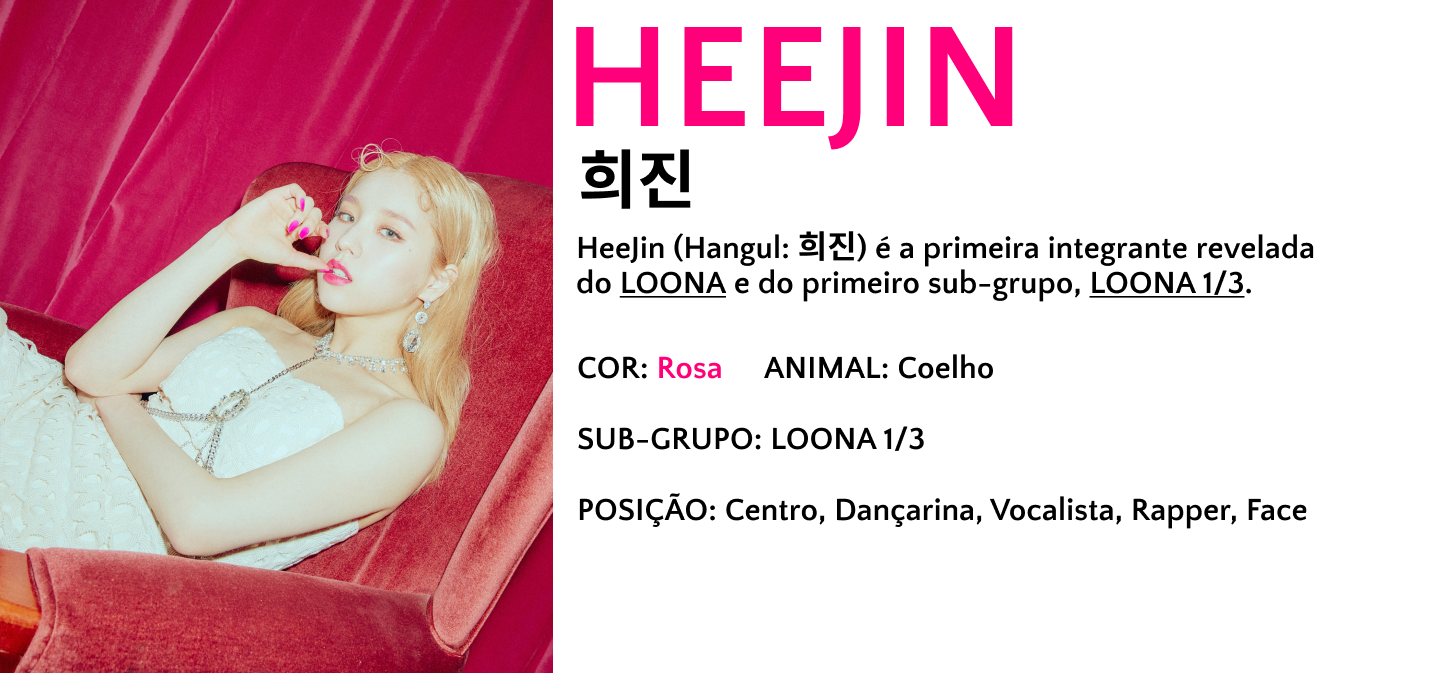 HEEJIN
희진
HeeJin (Hangul: 희진) é a primeira integrante revelada
do LOONA e do primeiro sub-grupo, LOONA 1/3.
COR: Rosa ANIMAL: Coelho
SUB-GRUPO: LOONA 1/3
POSIÇÃO: Centro, Dançarina, Vocalista, Rapper, Face